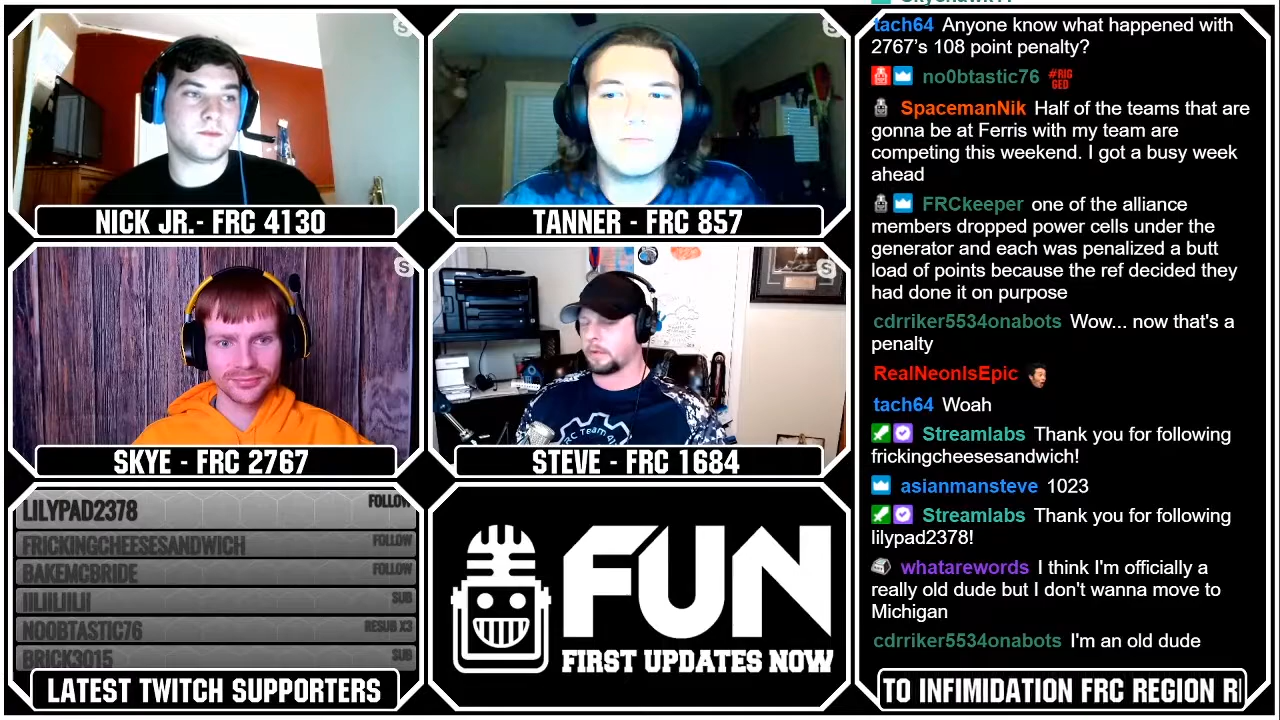 NICK JR.- FRC 4130
TANNER - FRC 857
SKYE - FRC 2767
FRC TEAM
STEVE - FRC 1684
LILYPAD2378 FOLLOW
FRICKINGCHEESESANDWICH FOLLOW
BAKEMCBRIDE FOLLOW
SUB
NOOBTASTIC76 RESUB X3
BRICK3015 SUB
LATEST TWITCH SUPPORTERS
FUN
FIRST UPDATES NOW
tach64 Anyone know what happened with
2767's 108 point penalty?
no0btastic76 #RIGGED
SpacemanNik Half of the teams that are
gonna be at Ferris with my team are
competing this weekend. I got a busy week
ahead
FRCkeeper one of the alliance
members dropped power cells under the
generator and each was penalized a butt
load of points because the ref decided they
had done it on purpose
cdrriker5534onabots Wow.. now that's a
penalty
RealNeonIsEpic
tach64 Woah
Streamlabs Thank you for following
frickingcheesesandwich!
asianmansteve 1023
Streamlabs Thank you for following
lilypad2378!
whatarewords I think I'm officially a
really old dude but I don't wanna move to
Michigan
cdrriker5534onabots I'm an old dude
TO INFIMIDATION FRC REGION R